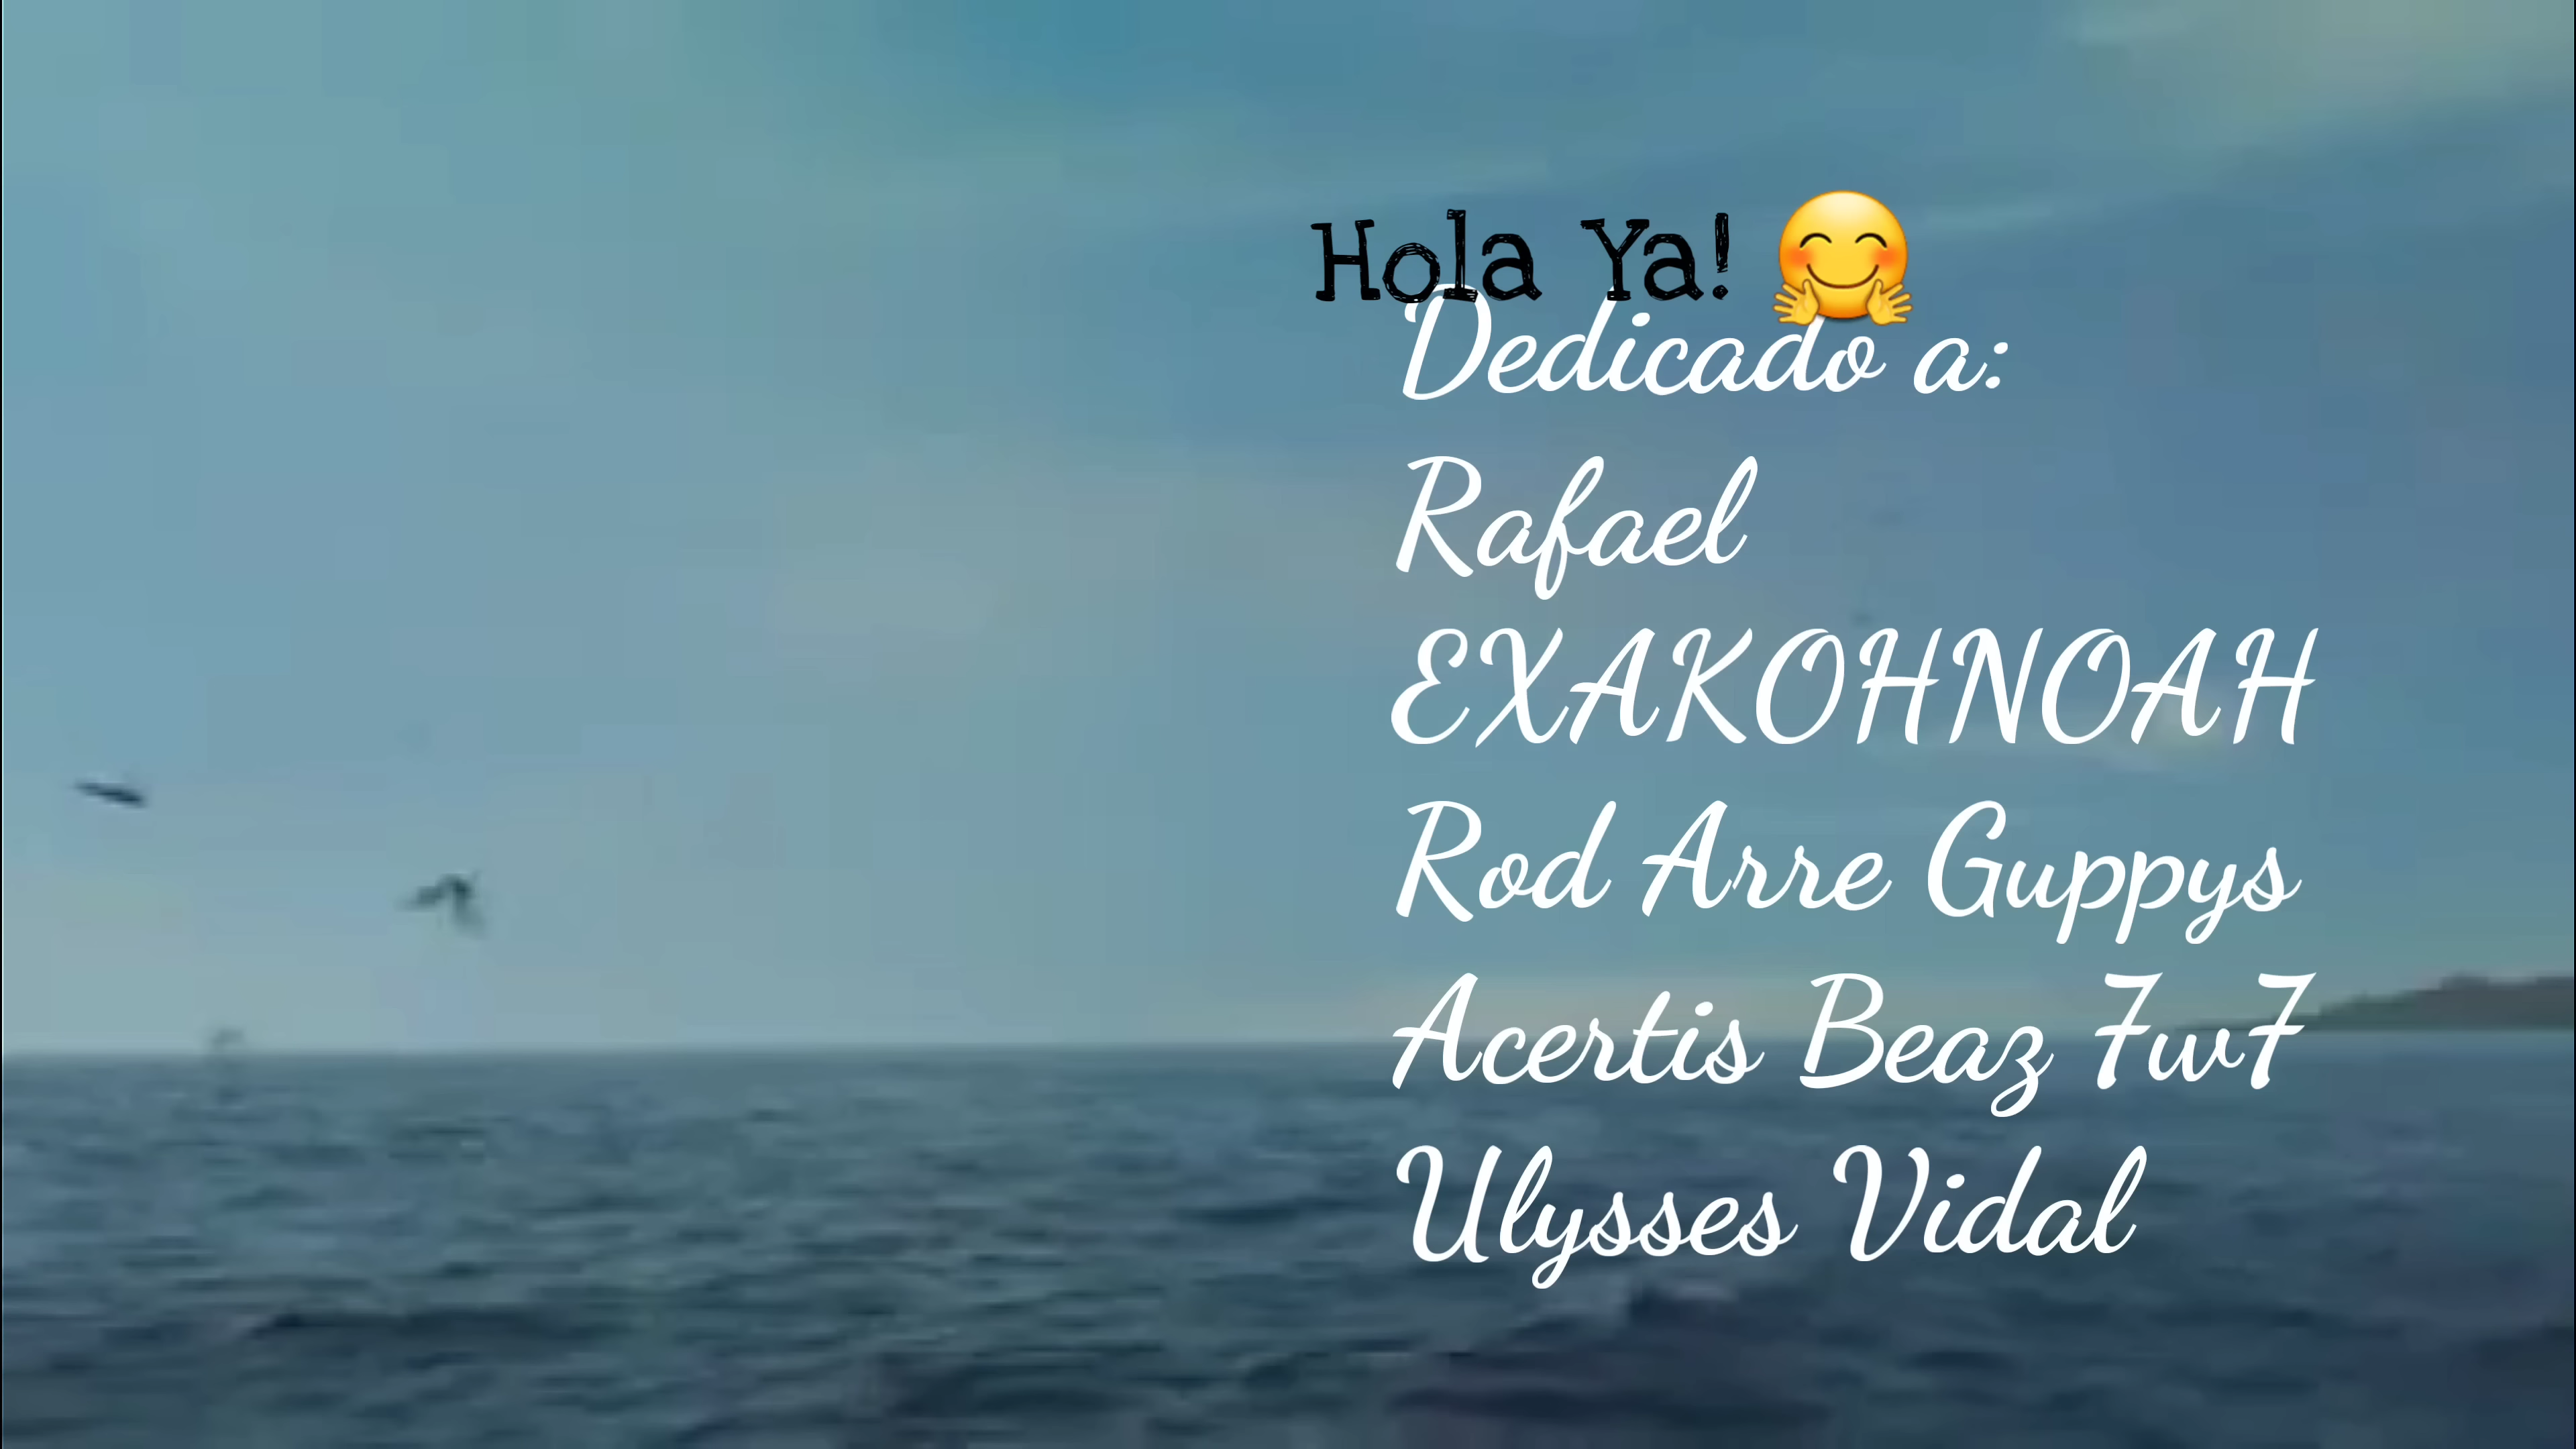 Hola Ya! 🤗
Dedicado a:
Rafael
EXAKOHNOAH
Rod Arre Guppys
Acertis Beaz 7w7
Ulysses Vidal